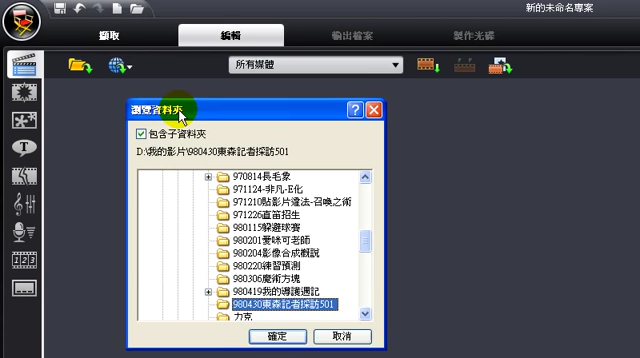 新的未命名專案
擷取
編輯
輸出檔案
製作光碟
所有媒體
瀏覽資料夾
包含子資料夾
D:\我的影片\980430東森記者採訪501
970814長毛象
971124-非凡-E化
971210貼影片違法-召喚之術
971226直笛招生
980115躲避球賽
980201愛咪可老師
980204影像合成觀說
980220練習預測
980306魔術方塊
980419我的導護週記
980430東森記者採訪501
力克
確定
取消
T
123